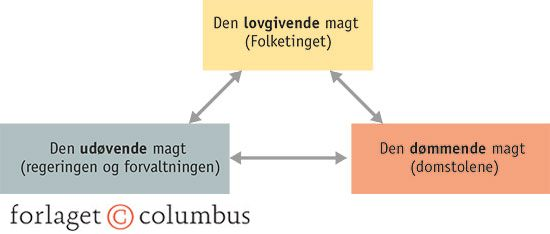 Den lovgivende magt
(Folketinget)
Den udøvende magt
(regeringen og forvaltningen)
Den dømmende magt
(domstolene)
forlaget © columbus